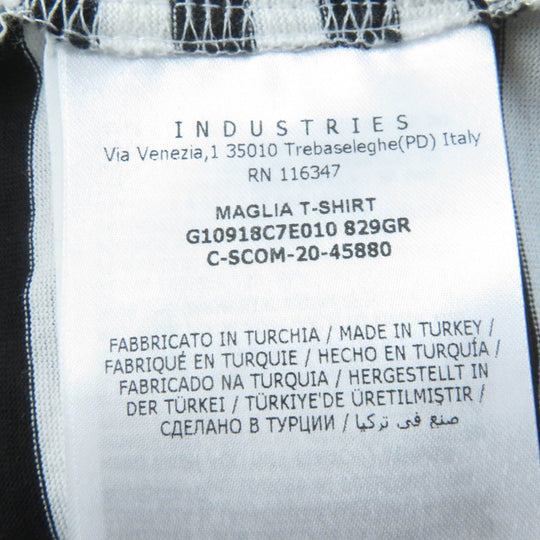 INDUSTRIES
Via Venezia,1 35010 Trebaseleghe(PD) Italy
RN 116347
MAGLIA T-SHIRT
G10918C7E010 829GR
C-SCOM-20-45880
FABBRICATO IN TURCHIA / MADE IN TURKEY /
FABRIQUÉ EN TURQUIE / HECHO EN TURQUÍA /
FABRICADO NA TURQUIA / HERGESTELLT IN
DER TÜRKEI / TÜRKİYE'DE ÜRETILMIŞTIR /
СДЕЛАНО В ТУРЦИИ / صنع في تركيا